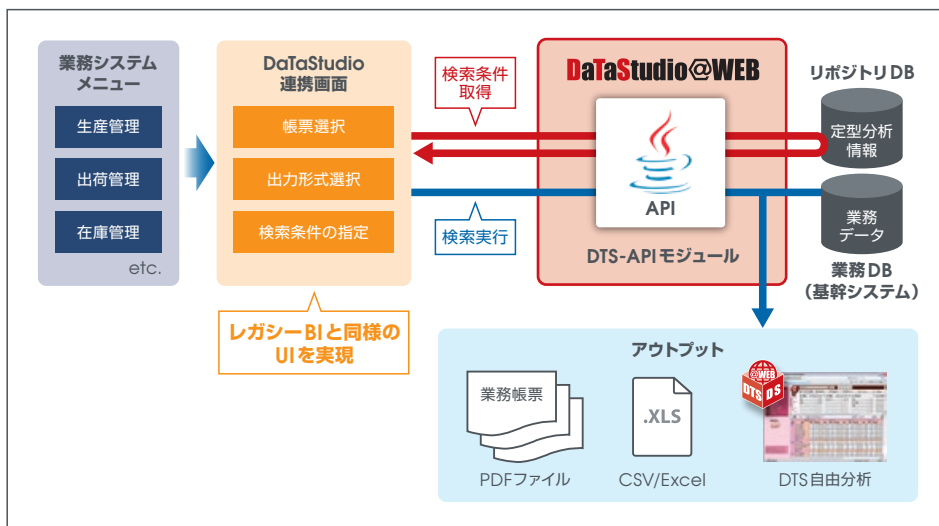 業務システム
メニュー
生産管理
出荷管理
在庫管理
etc.
DaTaStudio
連携画面
帳票選択
出力形式選択
検索条件の指定
レガシーBIと同様の
UIを実現
検索条件
取得
検索実行
DaTaStudio@WEB
API
DTS-APIモジュール
リポジトリDB
定型分析
情報
業務
データ
業務DB
（基幹システム）
アウトプット
業務帳票
PDFファイル
.XLS
CSV/Excel
@WEB
DTS
DS
DTS自由分析